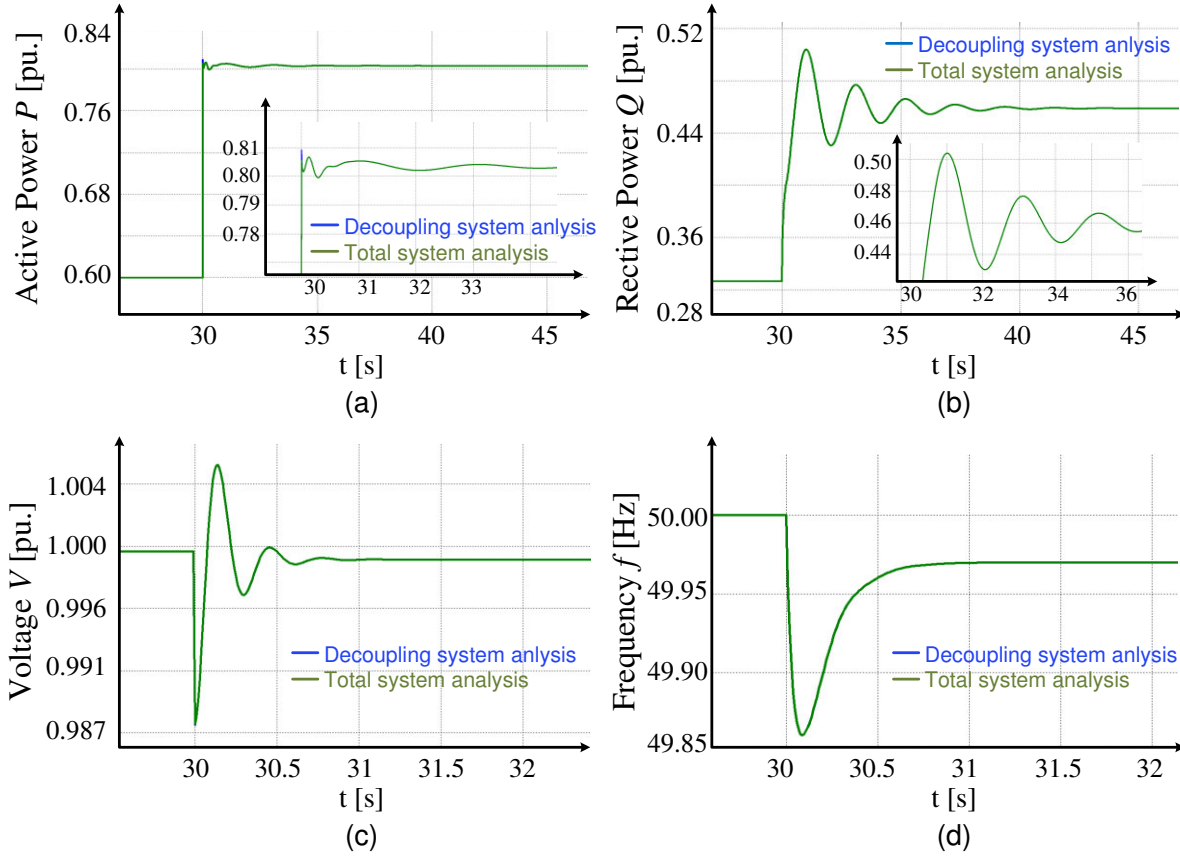 Active Power P [pu.]
0.84
0.76
0.68
0.60
0.81
0.80
0.79
0.78
Decoupling system anlysis
Total system analysis
30 31 32 33
30 35 40 45
t [s]
(a)
Rective Power Q [pu.]
0.52
0.44
0.36
0.28
Decoupling system anlysis
Total system analysis
0.50
0.48
0.46
0.44
30 32 34 36
30 35 40 45
t [s]
(b)
Voltage V [pu.]
1.004
1.000
0.996
0.991
0.987
Decoupling system anlysis
Total system analysis
30 30.5 31 31.5 32
t [s]
(c)
Frequency f [Hz]
50.00
49.95
49.90
49.85
Decoupling system anlysis
Total system analysis
30 30.5 31 31.5 32
t [s]
(d)